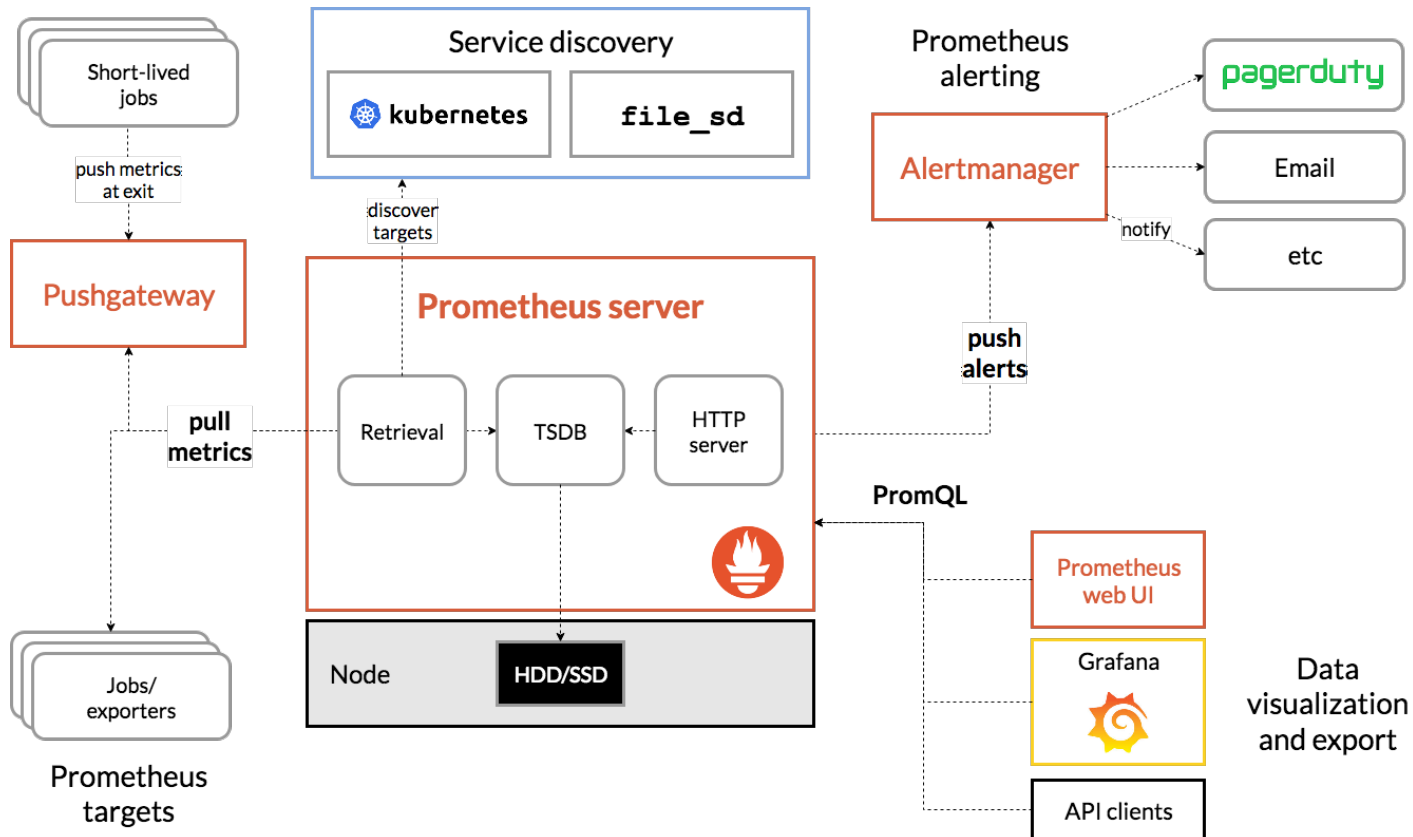 Short-lived
jobs
push metrics
at exit
Pushgateway
pull
metrics
Jobs/
exporters
Prometheus
targets
Service discovery
kubernetes
file_sd
discover
targets
Prometheus server
Retrieval
TSDB
HTTP
server
Node
HDD/SSD
Prometheus
alerting
Alertmanager
pagerduty
Email
notify
etc
push
alerts
PromQL
Prometheus
web UI
Grafana
API clients
Data
visualization
and export